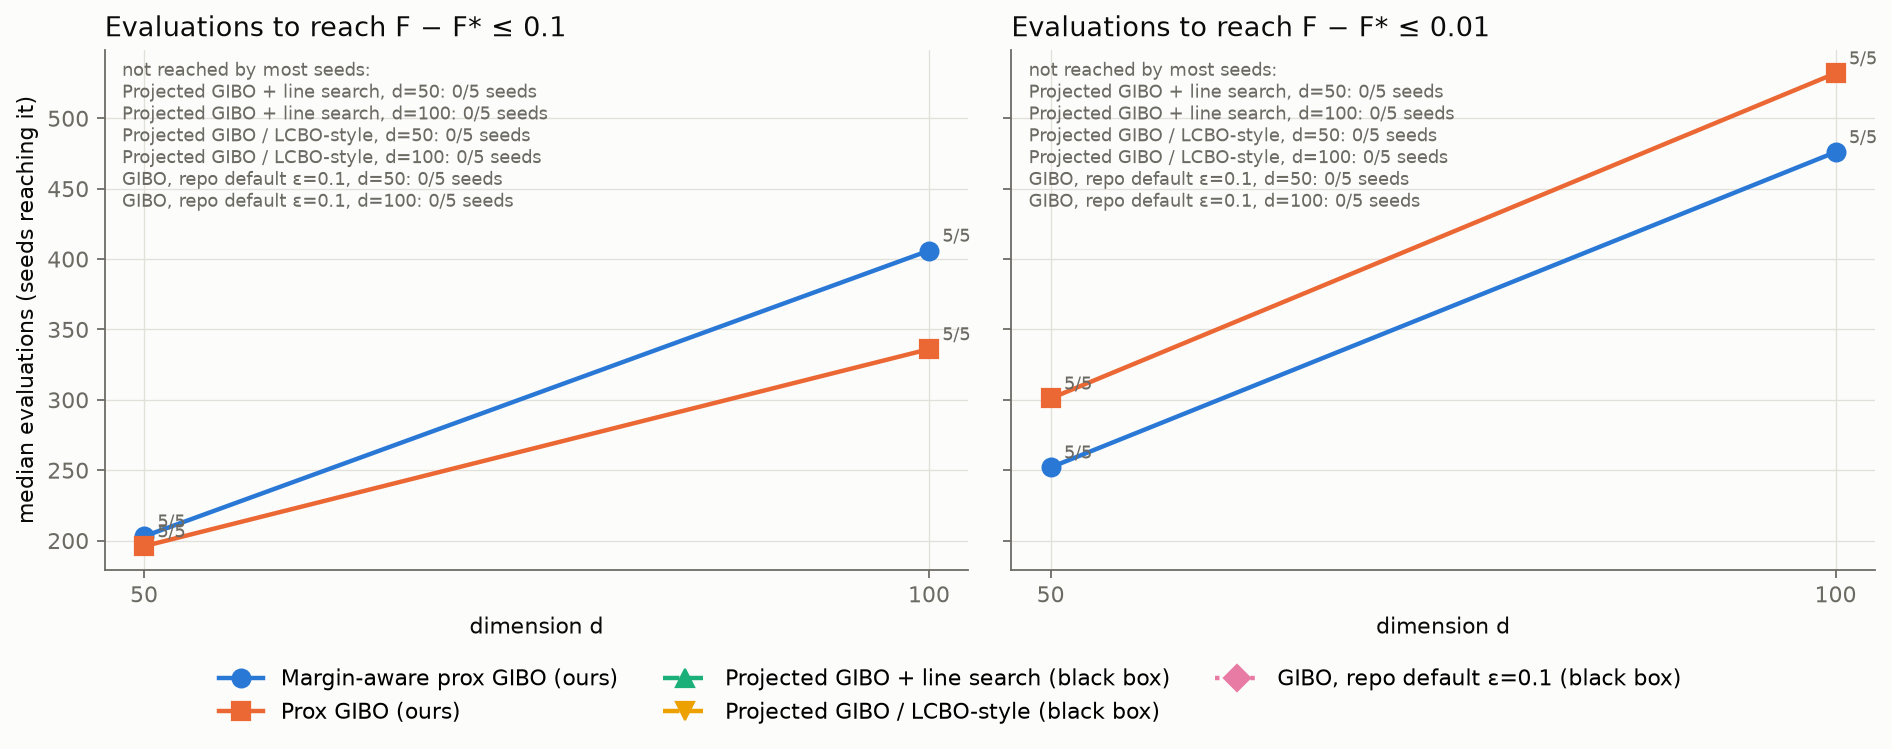 Evaluations to reach F − F* ≤ 0.1
not reached by most seeds:
Projected GIBO + line search, d=50: 0/5 seeds
Projected GIBO + line search, d=100: 0/5 seeds
Projected GIBO / LCBO-style, d=50: 0/5 seeds
Projected GIBO / LCBO-style, d=100: 0/5 seeds
GIBO, repo default ε=0.1, d=50: 0/5 seeds
GIBO, repo default ε=0.1, d=100: 0/5 seeds
median evaluations (seeds reaching it)
500
450
400
350
300
250
200
5/5
5/5
5/5
5/5
50
100
dimension d
Evaluations to reach F − F* ≤ 0.01
not reached by most seeds:
Projected GIBO + line search, d=50: 0/5 seeds
Projected GIBO + line search, d=100: 0/5 seeds
Projected GIBO / LCBO-style, d=50: 0/5 seeds
Projected GIBO / LCBO-style, d=100: 0/5 seeds
GIBO, repo default ε=0.1, d=50: 0/5 seeds
GIBO, repo default ε=0.1, d=100: 0/5 seeds
5/5
5/5
5/5
5/5
50
100
dimension d
Margin-aware prox GIBO (ours)
Prox GIBO (ours)
Projected GIBO + line search (black box)
Projected GIBO / LCBO-style (black box)
GIBO, repo default ε=0.1 (black box)